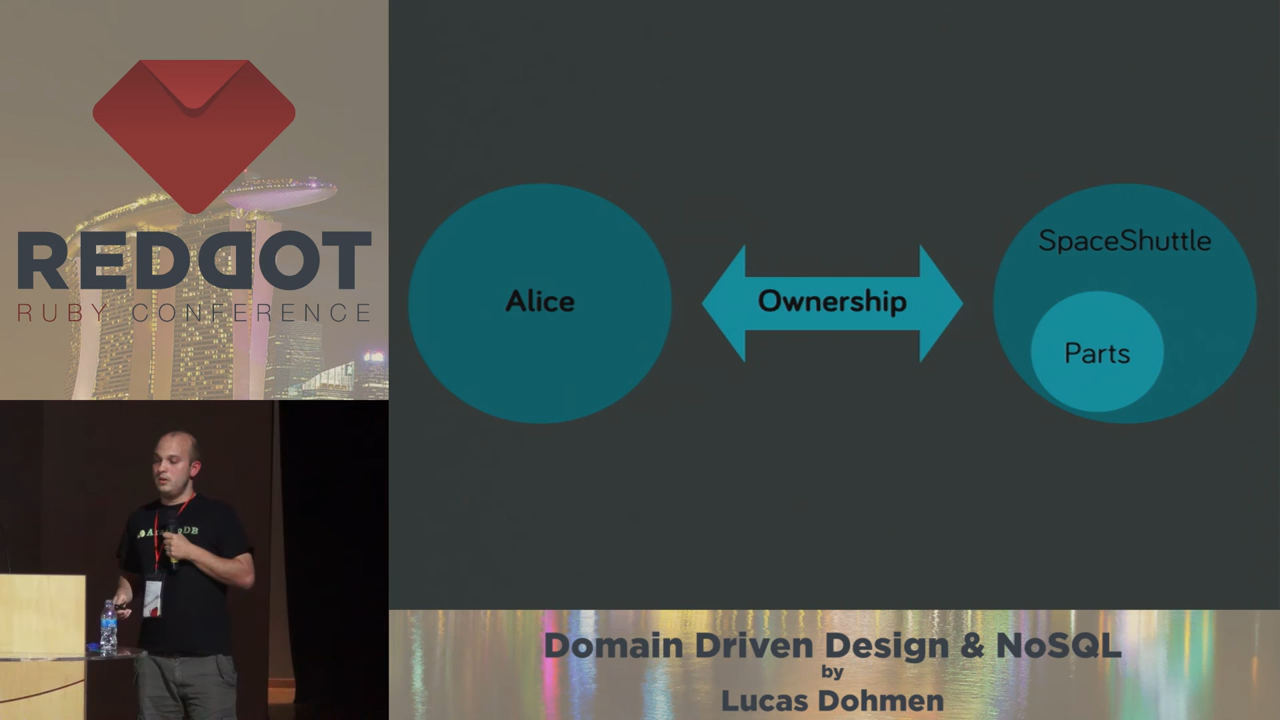 REDDOT
RUBY CONFERENCE
Alice
Ownership
SpaceShuttle
Parts
Domain Driven Design & NoSQL
by
Lucas Dohmen